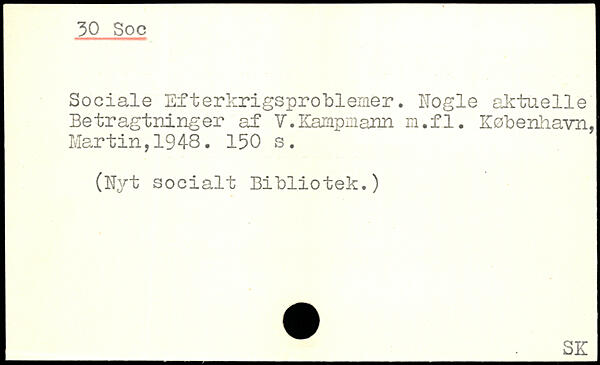 30 Soc
Sociale Efterkrigsproblemer. Nogle aktuelle
Betragtninger af V.Kampmann m.fl. København,
Martin,1948. 150 s.
(Nyt socialt Bibliotek.)
SK